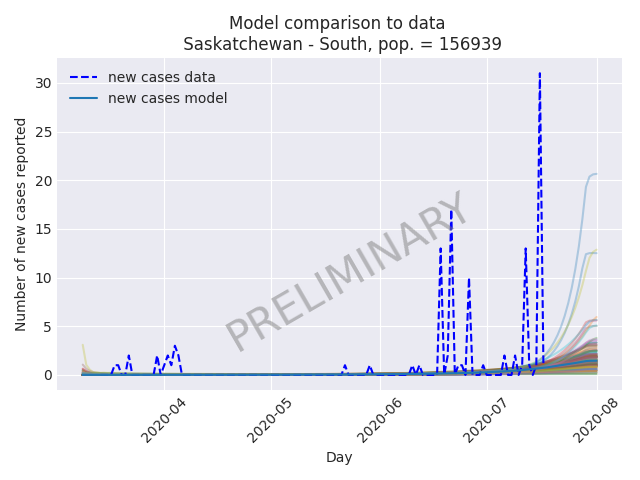 Model comparison to data
Saskatchewan - South, pop. = 156939
new cases data
new cases model
Number of new cases reported
30
25
20
15
10
5
0
PRELIMINARY
2020-04
2020-05
2020-06
2020-07
2020-08
Day